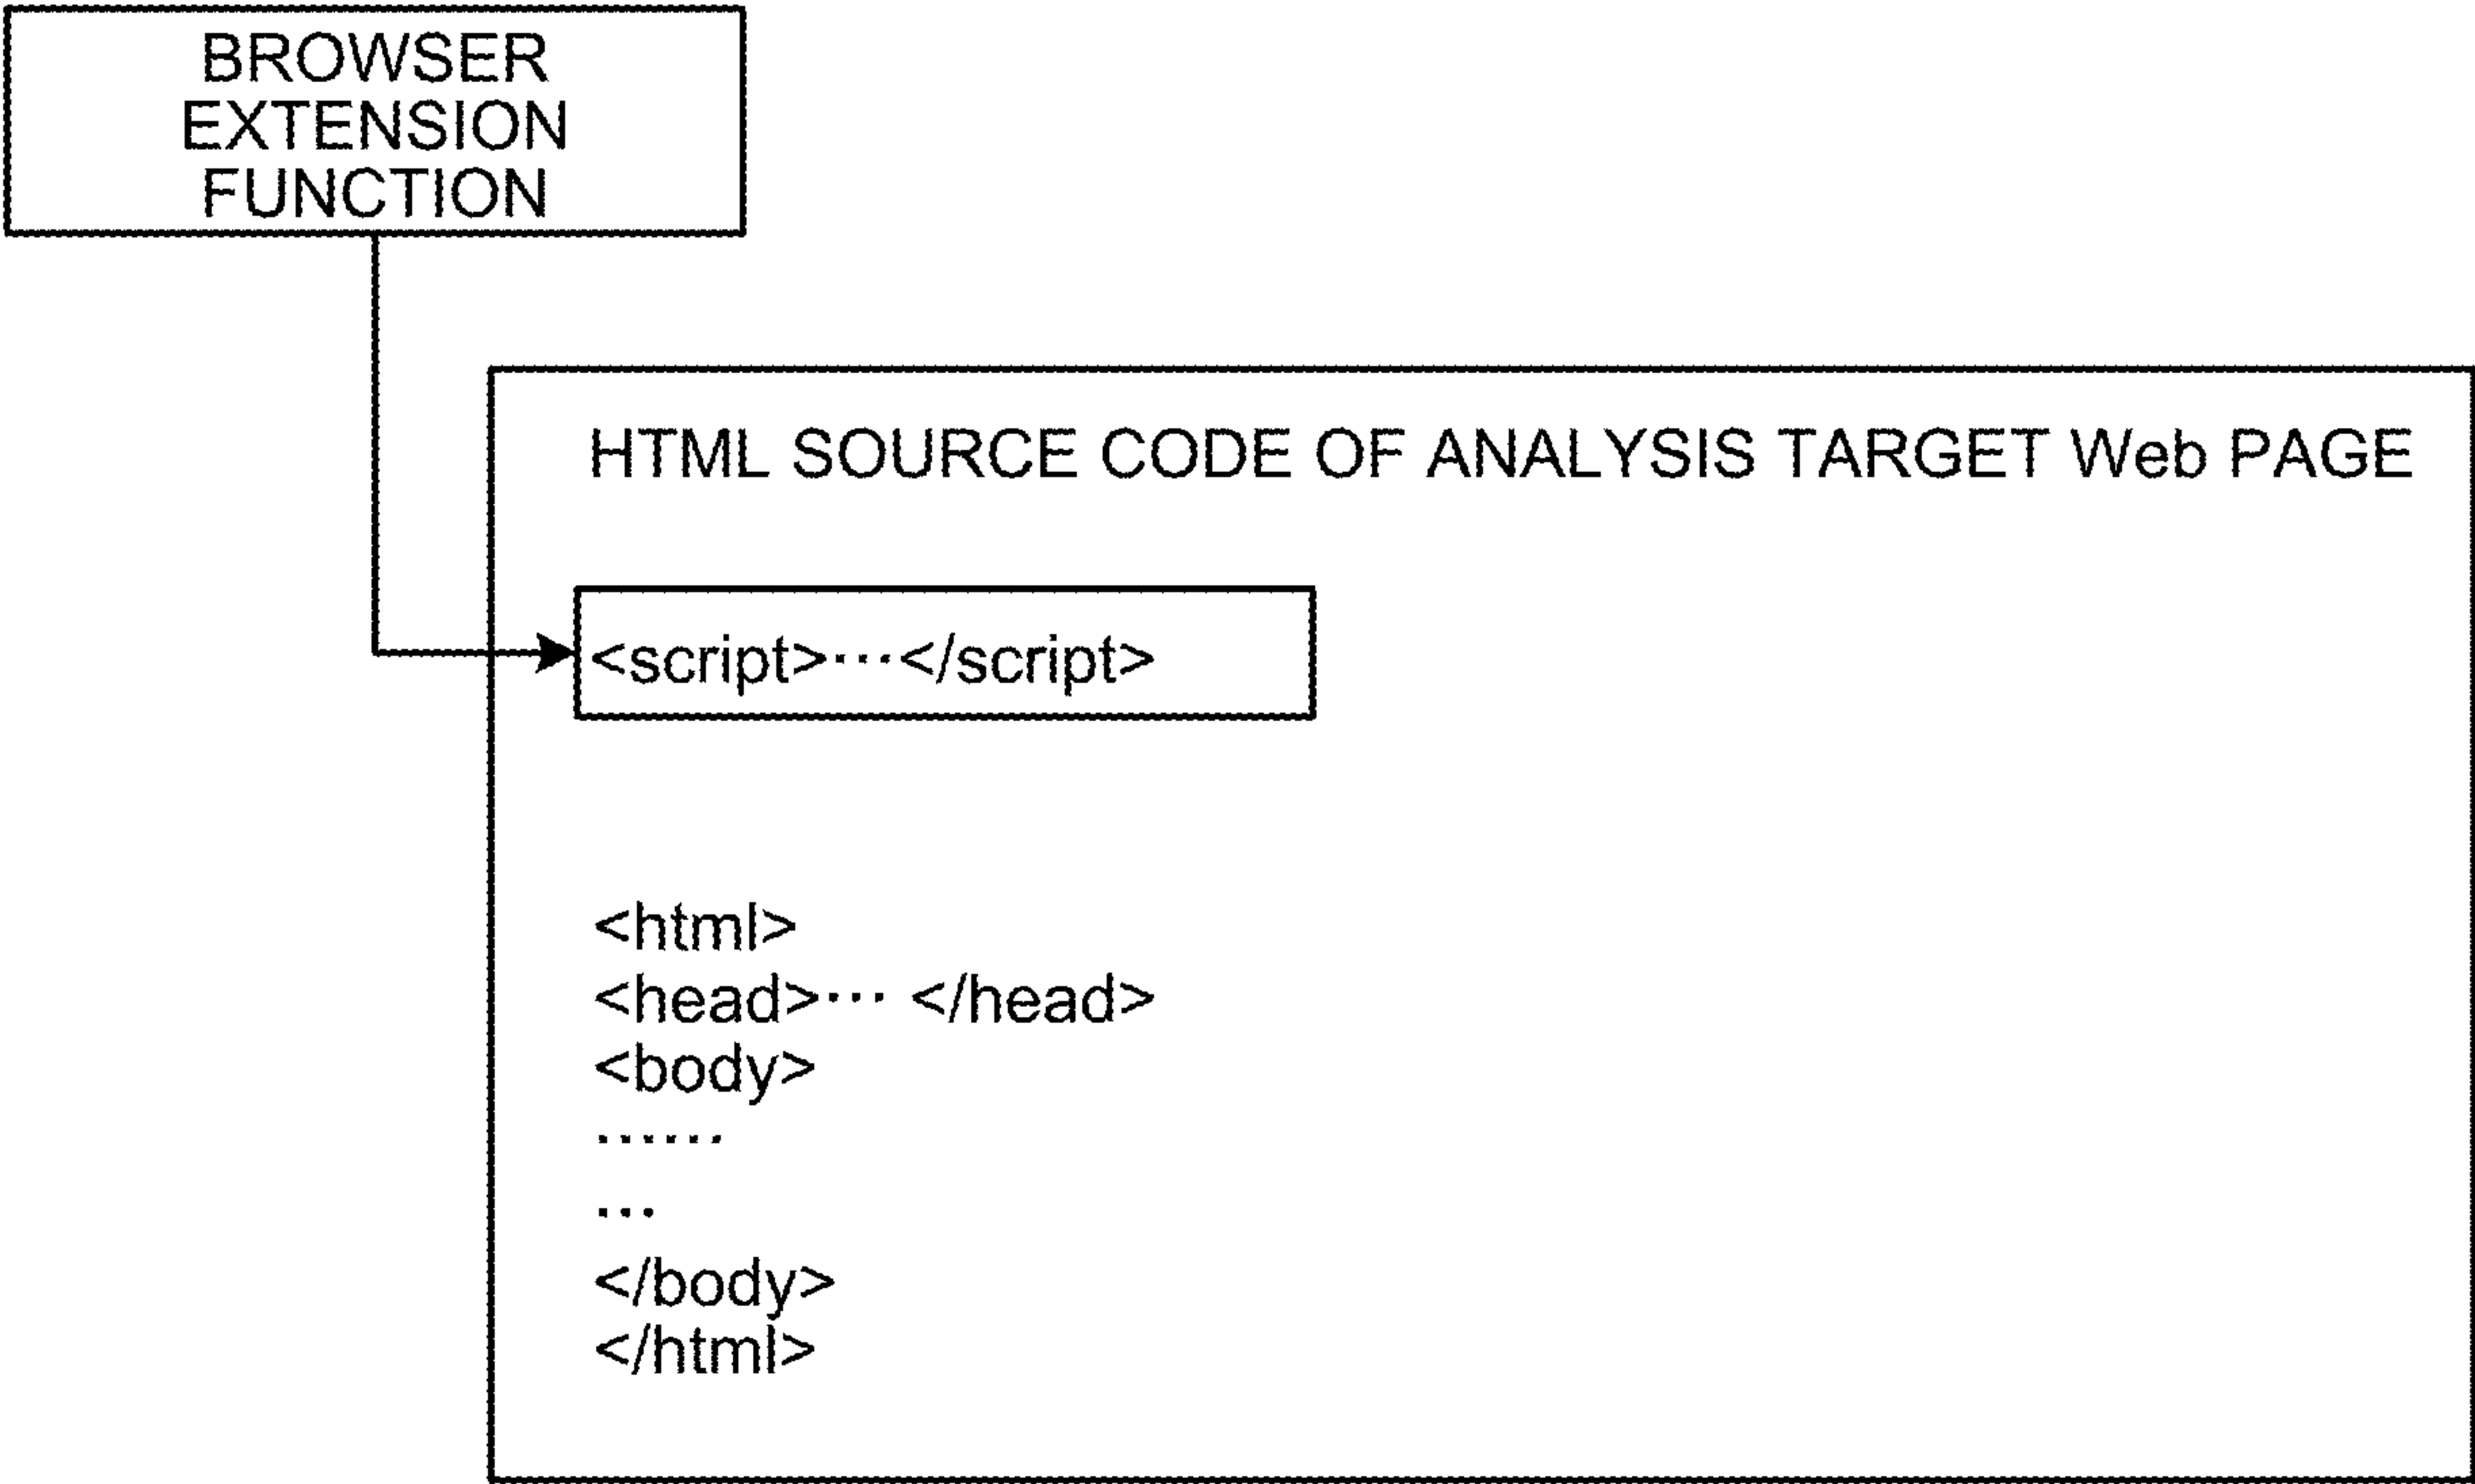 BROWSER
EXTENSION
FUNCTION
HTML SOURCE CODE OF ANALYSIS TARGET Web PAGE
<script>···</script>
<html>
<head>··· </head>
<body>
······
···
</body>
</html>